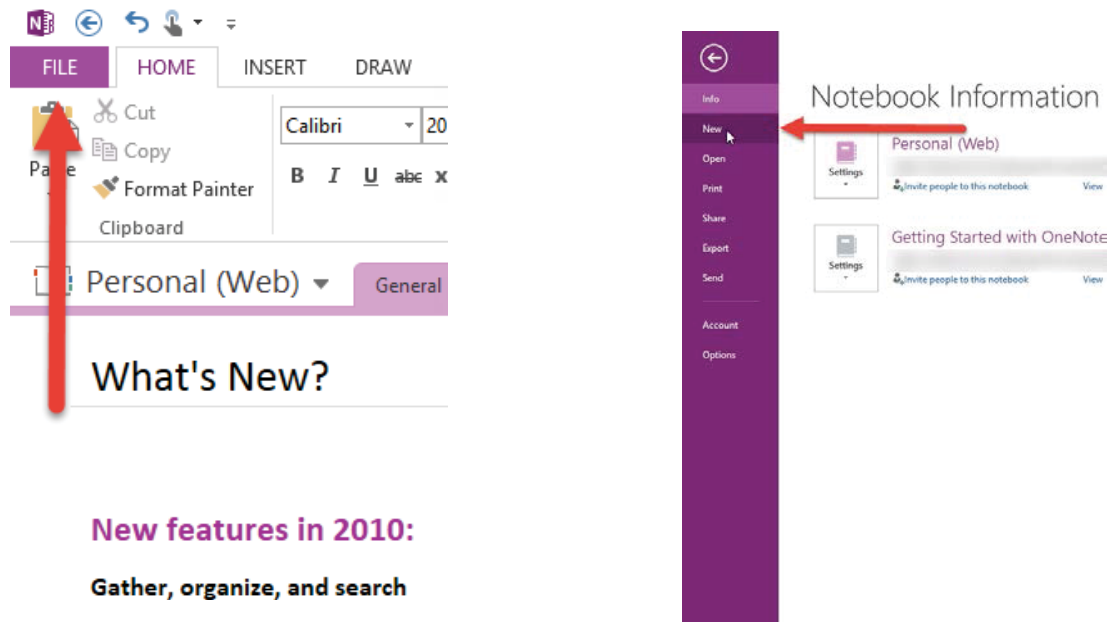 FILE HOME INSERT DRAW
Cut
Calibri 20
Copy
B I U abc x
Format Painter
Clipboard
Personal (Web) General
What's New?
New features in 2010:
Gather, organize, and search
Info
New
Open
Print
Share
Export
Send
Account
Options
Notebook Information
Personal (Web)
Settings
Invite people to this notebook View
Getting Started with OneNote
Settings
Invite people to this notebook View